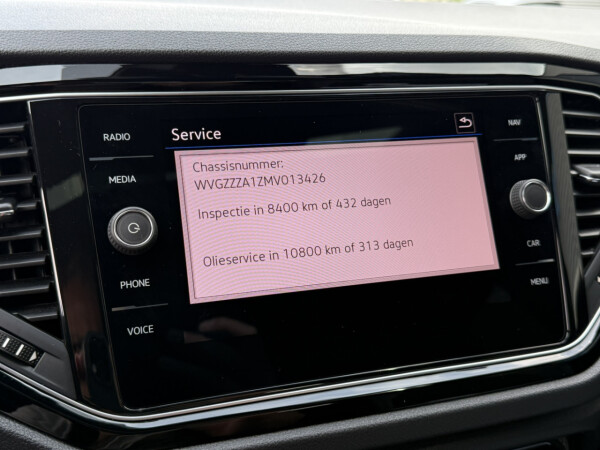 RADIO
MEDIA
PHONE
VOICE
Service
Chassisnummer:
WVGZZZA1ZMV013426
Inspectie in 8400 km of 432 dagen
Olieservice in 10800 km of 313 dagen
NAV
APP
CAR
MENU